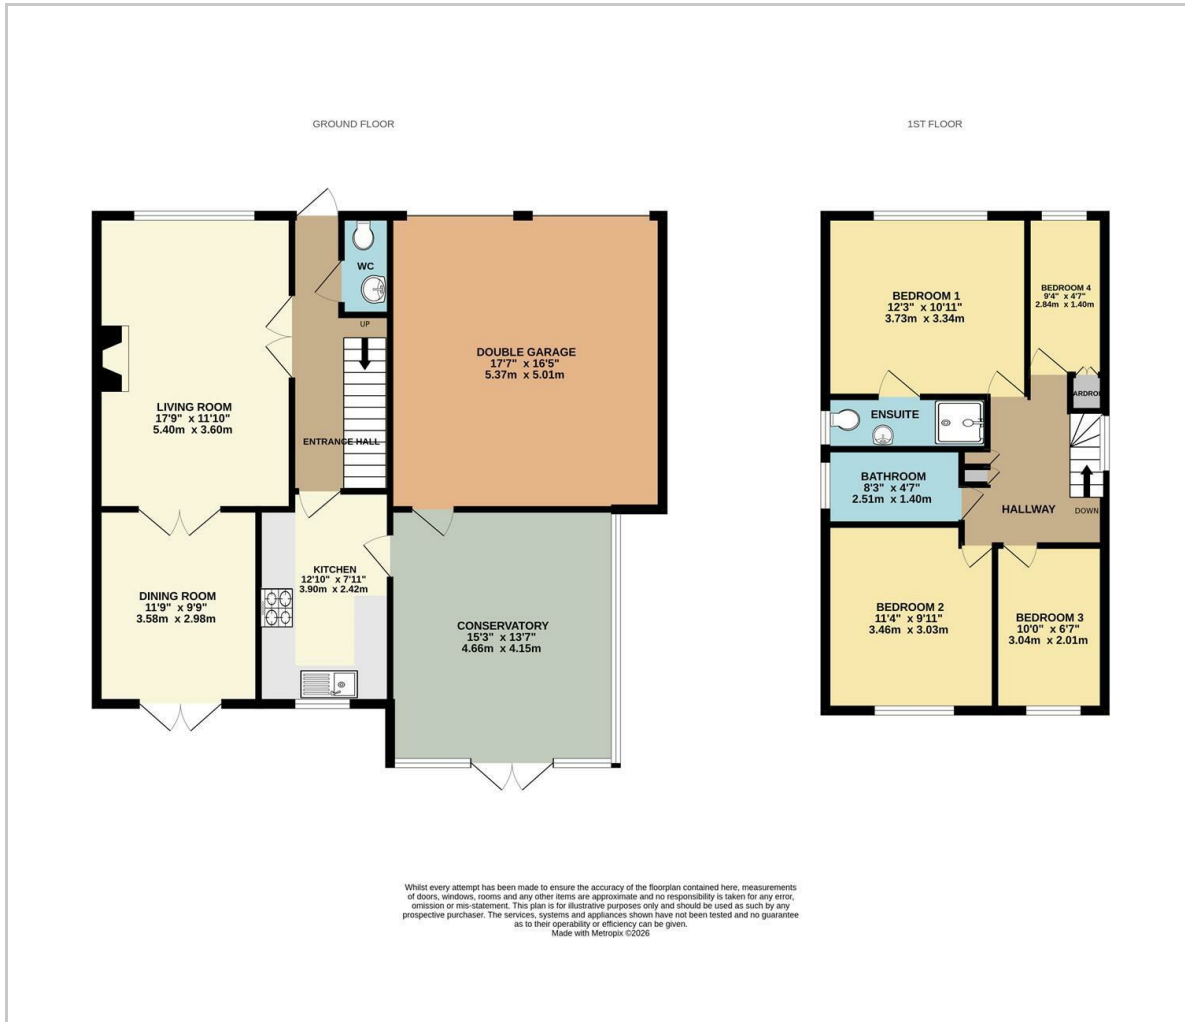 GROUND FLOOR
WC
UP
LIVING ROOM
17'9" x 11'10"
5.40m x 3.60m
ENTRANCE HALL
DOUBLE GARAGE
17'7" x 16'5"
5.37m x 5.01m
DINING ROOM
11'9" x 9'9"
3.58m x 2.98m
KITCHEN
12'10" x 7'11"
3.90m x 2.42m
CONSERVATORY
15'3" x 13'7"
4.66m x 4.15m
1ST FLOOR
BEDROOM 1
12'3" x 10'11"
3.73m x 3.34m
BEDROOM 4
9'4" x 4'7"
2.84m x 1.40m
ARDRO
ENSUITE
BATHROOM
8'3" x 4'7"
2.51m x 1.40m
HALLWAY
DOWN
BEDROOM 2
11'4" x 9'11"
3.46m x 3.03m
BEDROOM 3
10'0" x 6'7"
3.04m x 2.01m
Whilst every attempt has been made to ensure the accuracy of the floorplan contained here, measurements
of doors, windows, rooms and any other items are approximate and no responsibility is taken for any error,
omission or mis-statement. This plan is for illustrative purposes only and should be used as such by any
prospective purchaser. The services, systems and appliances shown have not been tested and no guarantee
as to their operability or efficiency can be given.
Made with Metropix ©2026